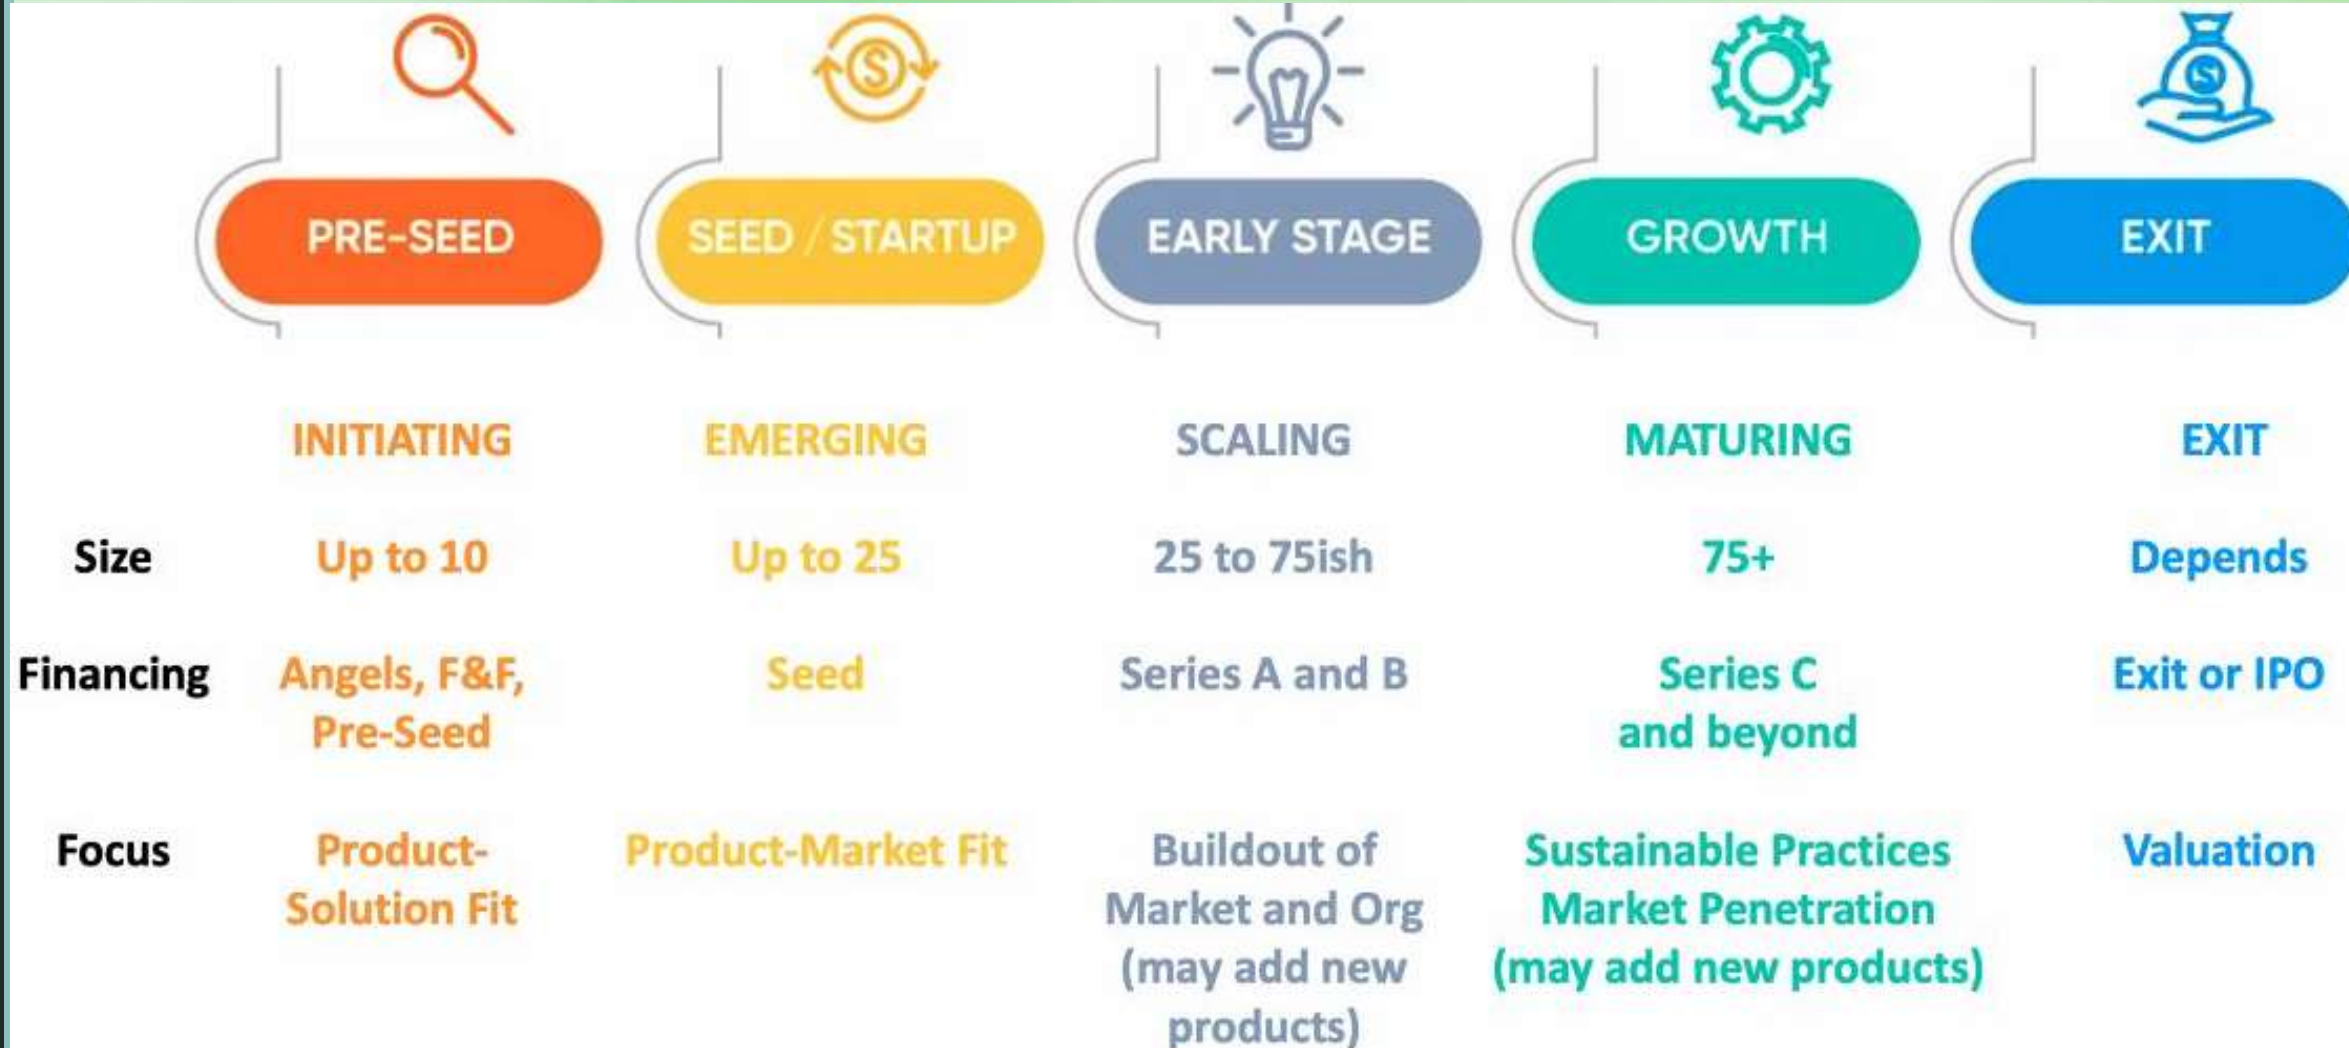 PRE-SEED
SEED / STARTUP
EARLY STAGE
GROWTH
EXIT
INITIATING
EMERGING
SCALING
MATURING
EXIT
Size
Up to 10
Up to 25
25 to 75ish
75+
Depends
Financing
Angels, F&F,
Pre-Seed
Seed
Series A and B
Series C
and beyond
Exit or IPO
Focus
Product-
Solution Fit
Product-Market Fit
Buildout of
Market and Org
(may add new
products)
Sustainable Practices
Market Penetration
(may add new products)
Valuation